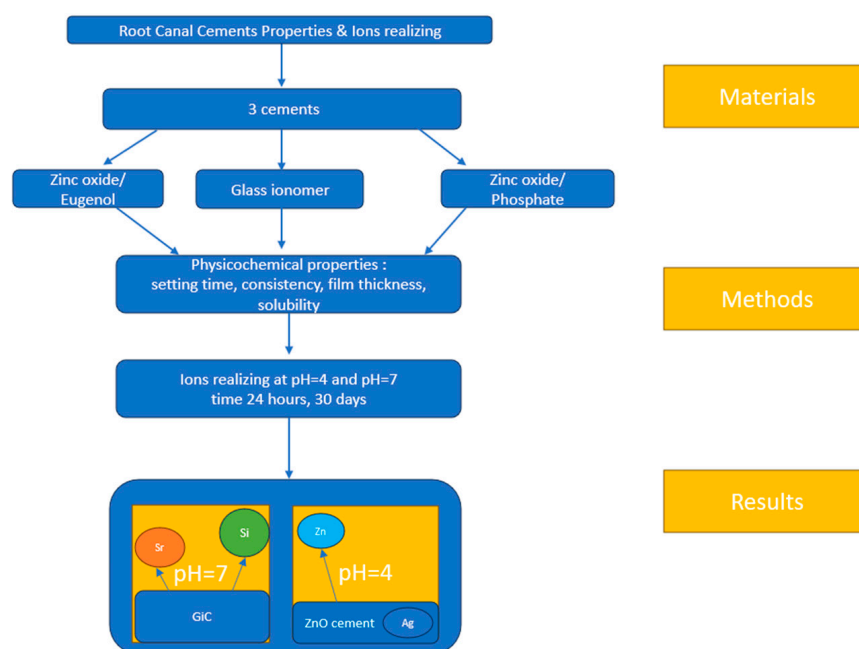 Root Canal Cements Properties & Ions realizing
Materials
3 cements
Zinc oxide/
Eugenol
Glass ionomer
Zinc oxide/
Phosphate
Physicochemical properties :
setting time, consistency, film thickness,
solubility
Methods
Ions realizing at pH=4 and pH=7
time 24 hours, 30 days
Results
Sr
Si
pH=7
GiC
Zn
pH=4
ZnO cement
Ag